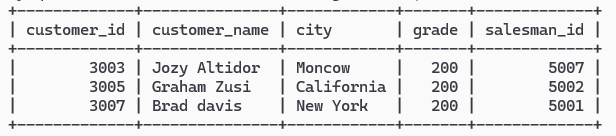 +-------------+---------------+------------+-------+-------------+
| customer_id | customer_name | city       | grade | salesman_id |
+-------------+---------------+------------+-------+-------------+
|        3003 | Jozy Altidor  | Moncow     |   200 |        5007 |
|        3005 | Graham Zusi   | California |   200 |        5002 |
|        3007 | Brad davis    | New York   |   200 |        5001 |
+-------------+---------------+------------+-------+-------------+